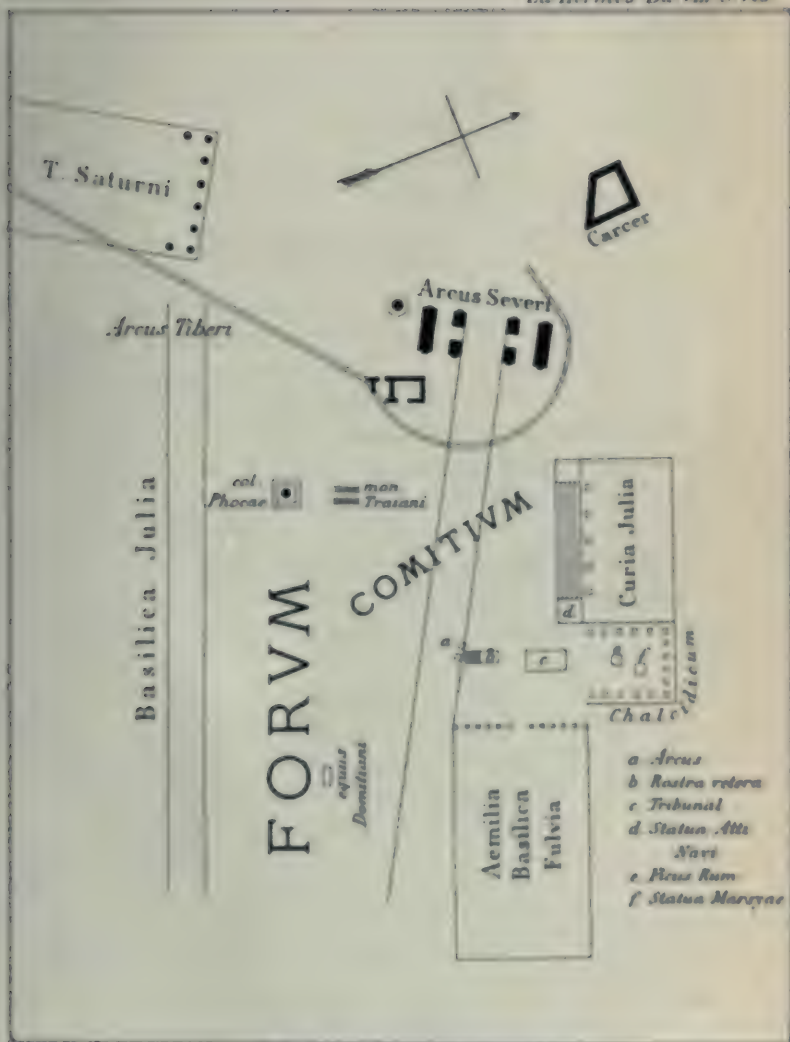 T. Saturni
Carcer
Arcus Severi
Arcus Tiberi
col.
Phocae
mon
Traiani
COMITIVM
Curia Julia
d
Basilica Julia
FORVM
a
b
c
e
f
Chalcidicum
equus
Domitiani
Aemilia
Basilica
Fulvia
a Arcus
b Rostra vetera
c Tribunal
d Statua Atti
Navi
e Ficus Rum
f Statua Marsyae